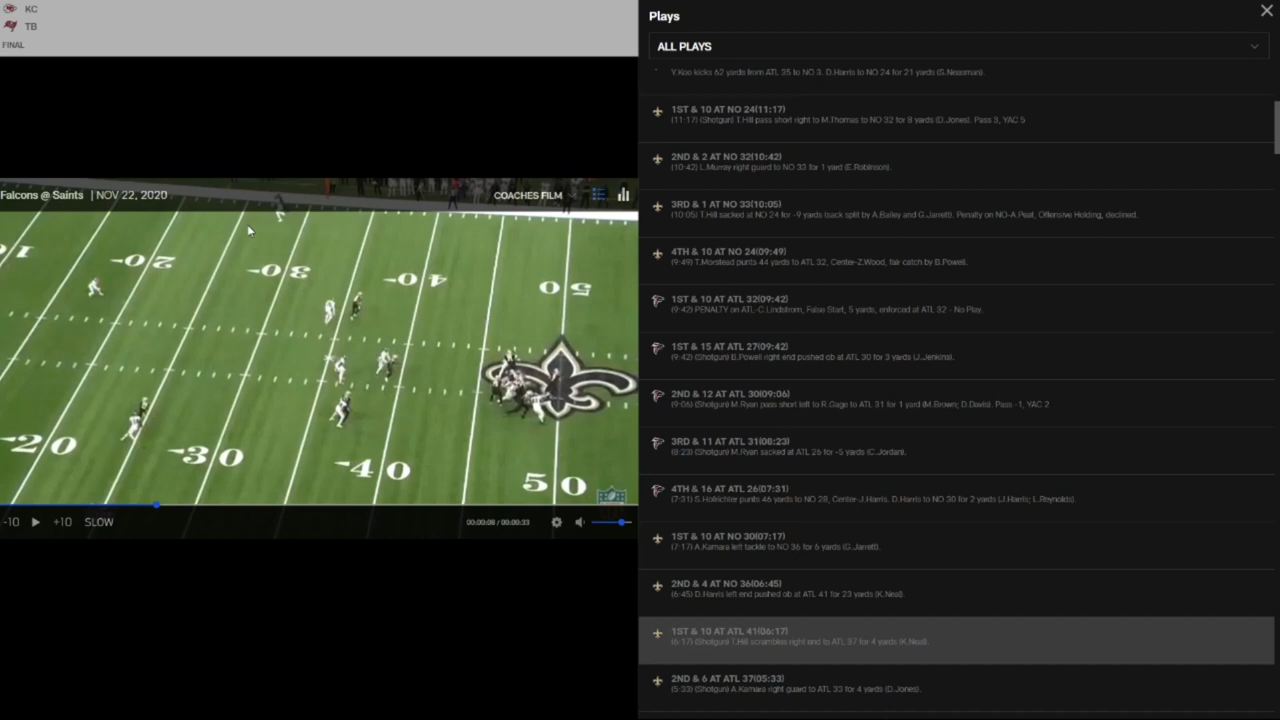 KC
TB
FINAL
Falcons @ Saints | NOV 22, 2020
COACHES FILM
1
-20
-30
-40
50
-20
-30
-40
50
-10
+10
SLOW
00:00:08 / 00:00:33
Plays
ALL PLAYS
Y.Koo kicks 62 yards from ATL 35 to NO 3. D.Harris to NO 24 for 21 yards (S.Neasman).
1ST & 10 AT NO 24(11:17)
(11:17) (Shotgun) T.Hill pass short right to M.Thomas to NO 32 for 8 yards (D.Jones). Pass 3, YAC 5
2ND & 2 AT NO 32(10:42)
(10:42) L.Murray right guard to NO 33 for 1 yard (E.Robinson).
3RD & 1 AT NO 33(10:05)
(10:05) T.Hill sacked at NO 24 for -9 yards (sack split by A.Bailey and G.Jarrett). Penalty on NO-A.Peat, Offensive Holding, declined.
4TH & 10 AT NO 24(09:49)
(9:49) T.Morstead punts 44 yards to ATL 32, Center-Z.Wood, fair catch by B.Powell.
1ST & 10 AT ATL 32(09:42)
(9:42) PENALTY on ATL-C.Lindstrom, False Start, 5 yards, enforced at ATL 32 - No Play.
1ST & 15 AT ATL 27(09:42)
(9:42) (Shotgun) B.Powell right end pushed ob at ATL 30 for 3 yards (J.Jenkins).
2ND & 12 AT ATL 30(09:06)
(9:06) (Shotgun) M.Ryan pass short left to R.Gage to ATL 31 for 1 yard (M.Brown; D.Davis). Pass -1, YAC 2
3RD & 11 AT ATL 31(08:23)
(8:23) (Shotgun) M.Ryan sacked at ATL 26 for -5 yards (C.Jordan).
4TH & 16 AT ATL 26(07:31)
(7:31) S.Hofrichter punts 46 yards to NO 28, Center-J.Harris. D.Harris to NO 30 for 2 yards (J.Harris; L.Reynolds).
1ST & 10 AT NO 30(07:17)
(7:17) A.Kamara left tackle to NO 36 for 6 yards (G.Jarrett).
2ND & 4 AT NO 36(06:45)
(6:45) D.Harris left end pushed ob at ATL 41 for 23 yards (K.Neal).
1ST & 10 AT ATL 41(06:17)
(6:17) (Shotgun) T.Hill scrambles right end to ATL 37 for 4 yards (K.Neal).
2ND & 6 AT ATL 37(05:33)
(5:33) (Shotgun) A.Kamara right guard to ATL 33 for 4 yards (D.Jones).